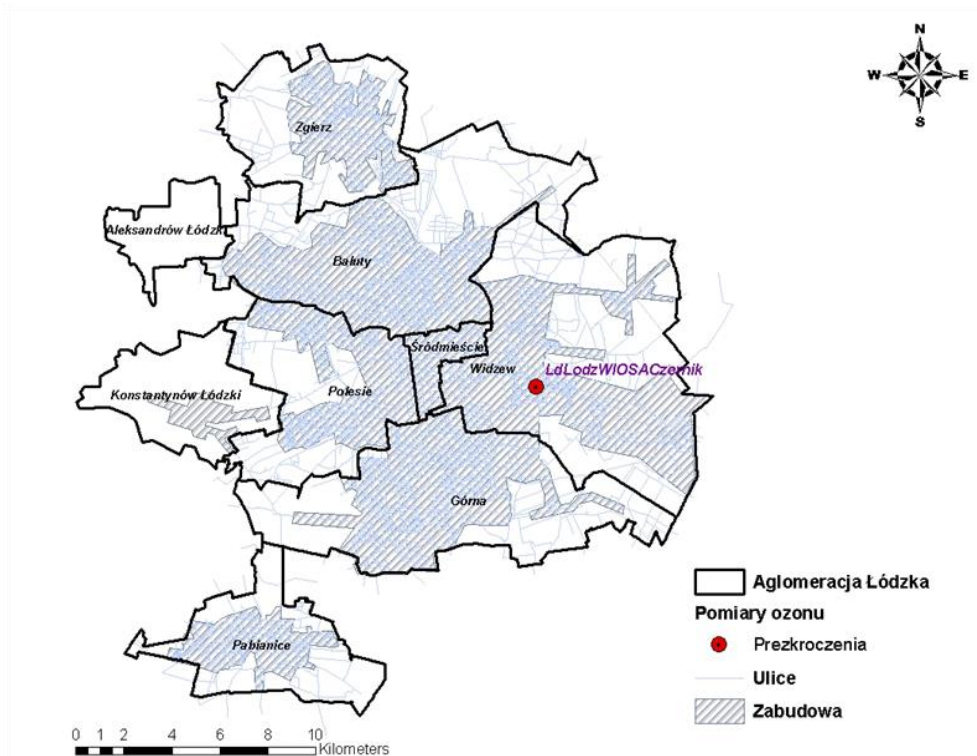 N
W E
S
Zgierz
Aleksandrów Łódzki
Bałuty
Śródmieście
LdLodzWIOSACzernik
Widzew
Konstantynów Łódzki
Polesie
Górna
Pabianice
Aglomeracja Łódzka
Pomiary ozonu
Prezkroczenia
Ulice
Zabudowa
0 1 2 4 6 8 10
Kilometers